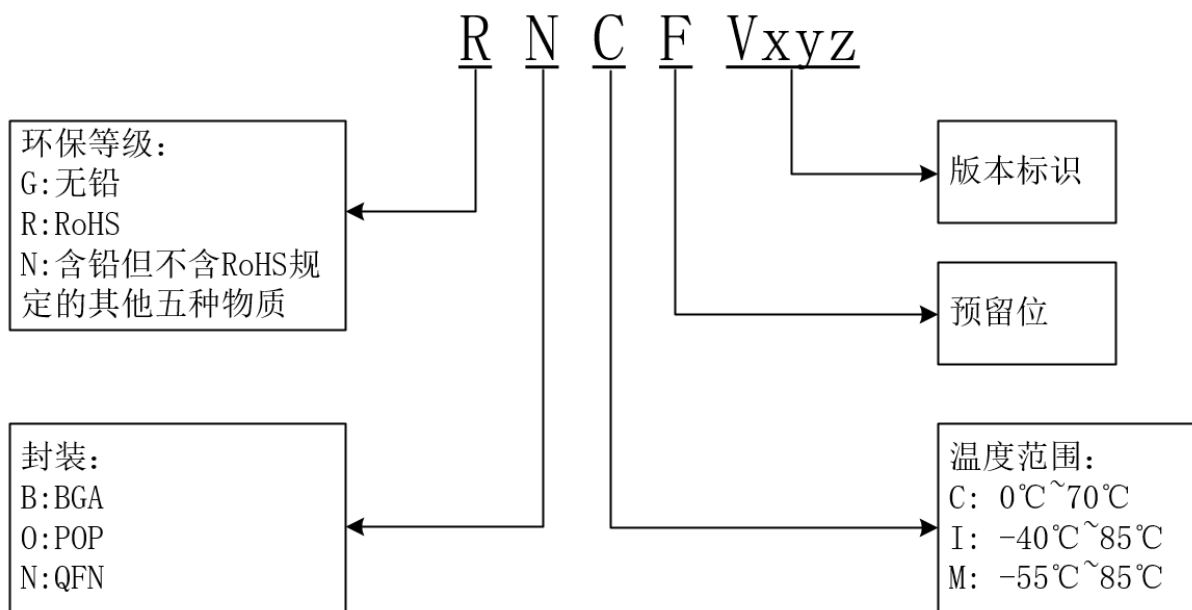 R N C F Vxyz
环保等级：
G:无铅
R:RoHS
N:含铅但不含RoHS规
定的其他五种物质
版本标识
预留位
封装：
B:BGA
O:POP
N:QFN
温度范围：
C: 0℃~70℃
I: -40℃~85℃
M: -55℃~85℃